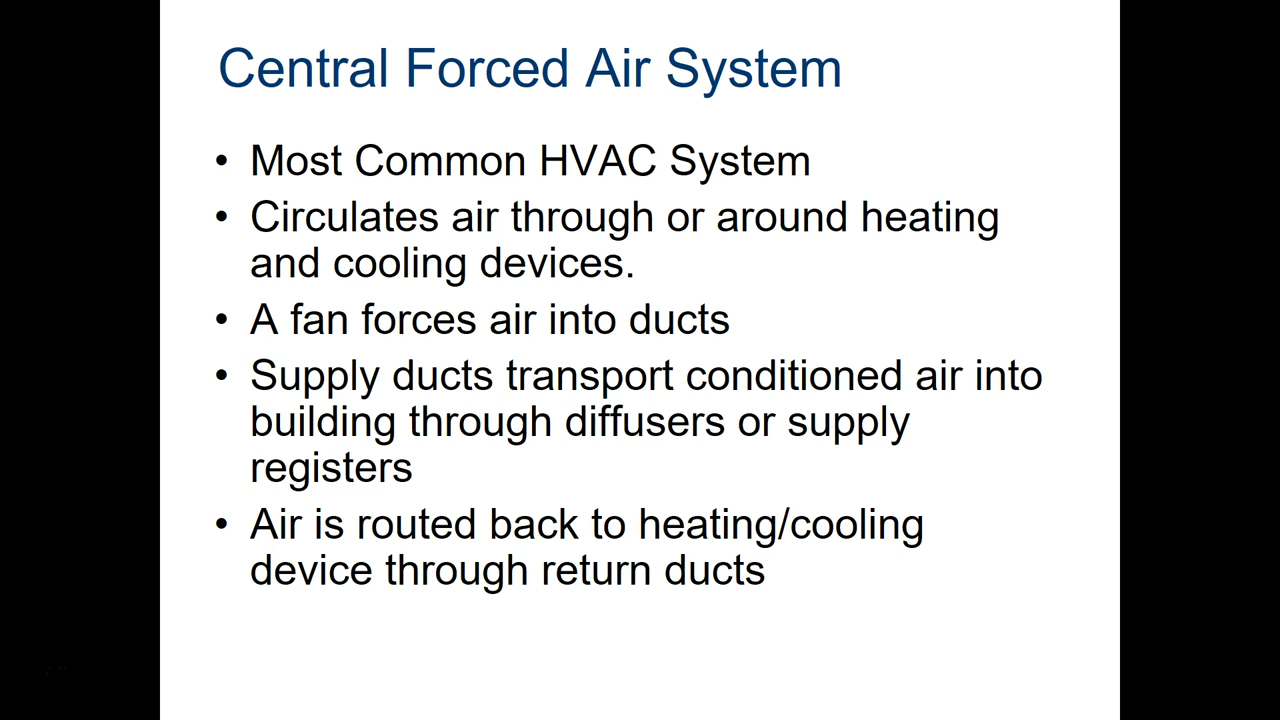 Central Forced Air System
• Most Common HVAC System
• Circulates air through or around heating
and cooling devices.
• A fan forces air into ducts
• Supply ducts transport conditioned air into
building through diffusers or supply
registers
• Air is routed back to heating/cooling
device through return ducts